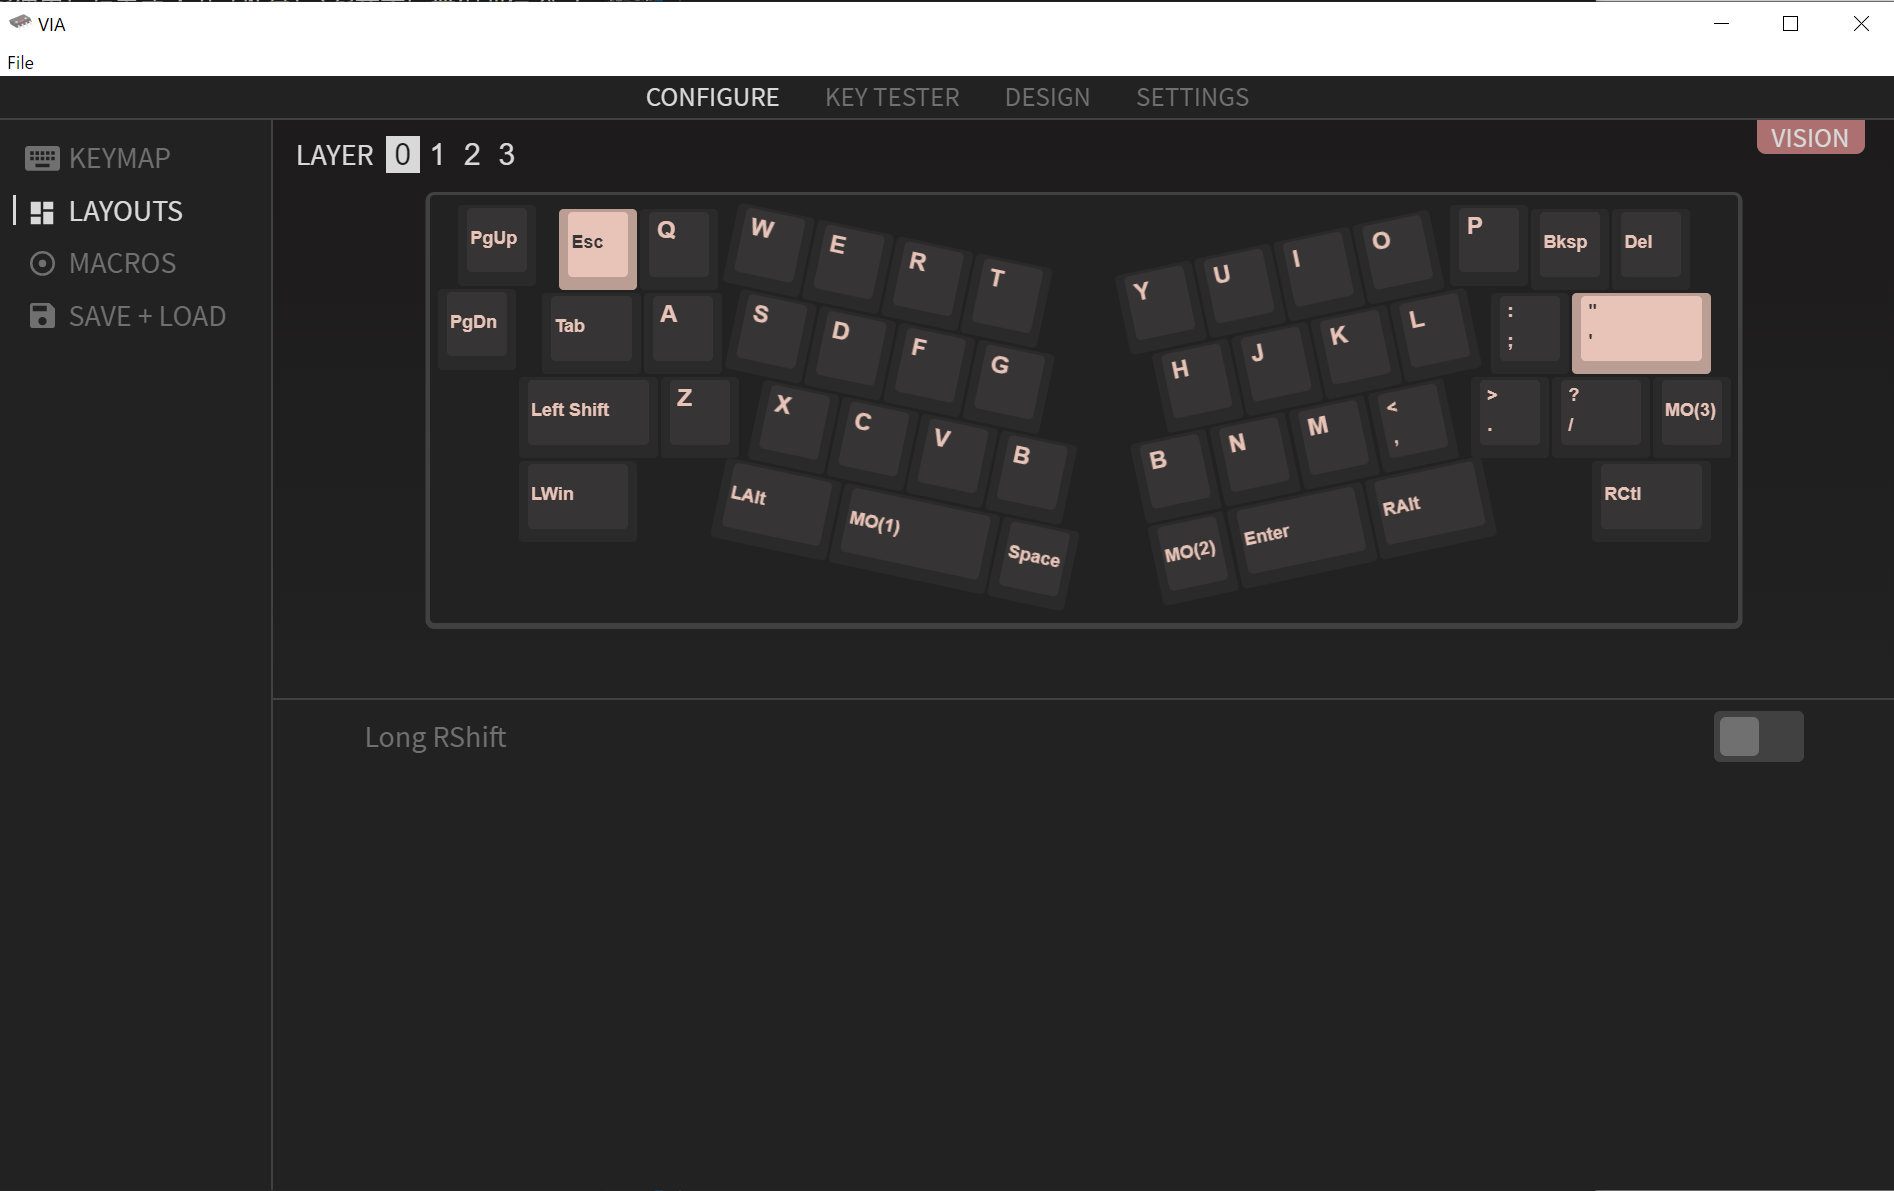 VIA
File
CONFIGURE KEY TESTER DESIGN SETTINGS
KEYMAP
LAYOUTS
MACROS
SAVE + LOAD
LAYER 0 1 2 3
VISION
PgUp Esc Q W E R T Y U I O P Bksp Del
PgDn Tab A S D F G H J K L : ; " '
Left Shift Z X C V B B N M < , > . ? / MO(3)
LWin LAlt MO(1) Space MO(2) Enter RAlt RCtl
Long RShift